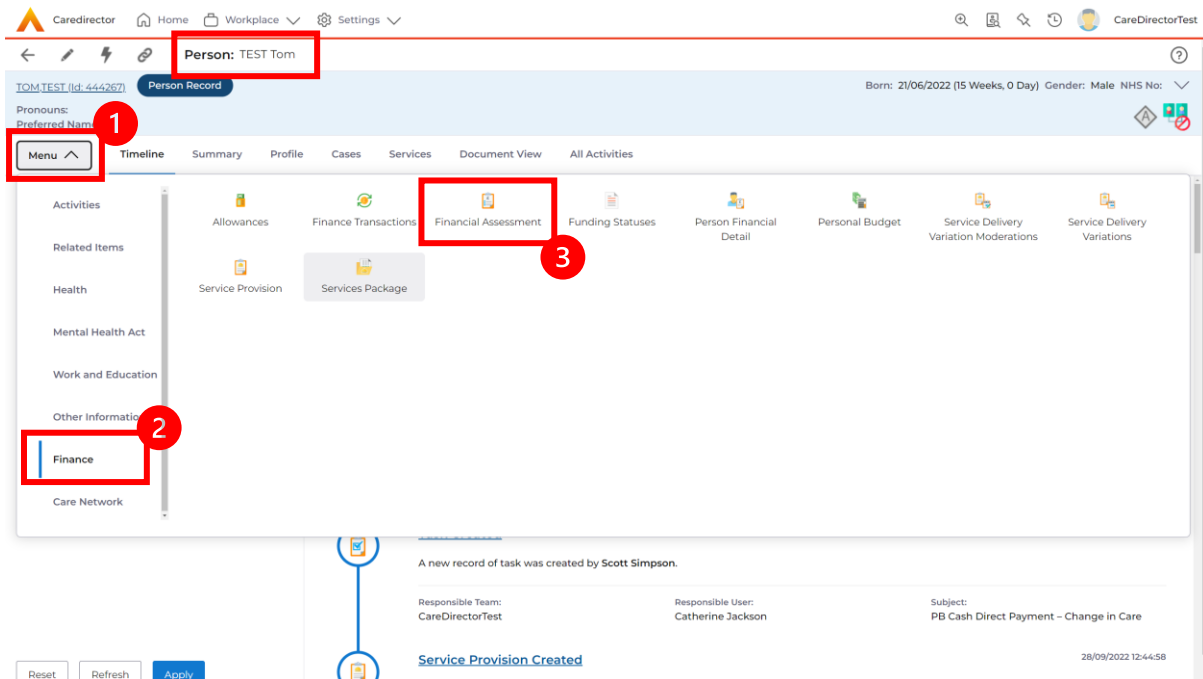 Caredirector Home Workplace Settings CareDirectorTest
Person: TEST Tom
TOM,TEST (Id: 444267) Person Record Born: 21/06/2022 (15 Weeks, 0 Day) Gender: Male NHS No:
Pronouns:
Preferred Nam
1
Menu Timeline Summary Profile Cases Services Document View All Activities
Activities
Related Items
Health
Mental Health Act
Work and Education
Other Informatio
2
Finance
Care Network
Allowances
Finance Transactions
Financial Assessment
3
Funding Statuses
Person Financial
Detail
Personal Budget
Service Delivery
Variation Moderations
Service Delivery
Variations
Service Provision
Services Package
A new record of task was created by Scott Simpson.
Responsible Team:
CareDirectorTest
Responsible User:
Catherine Jackson
Subject:
PB Cash Direct Payment – Change in Care
Service Provision Created 28/09/2022 12:44:58
Reset Refresh Apply